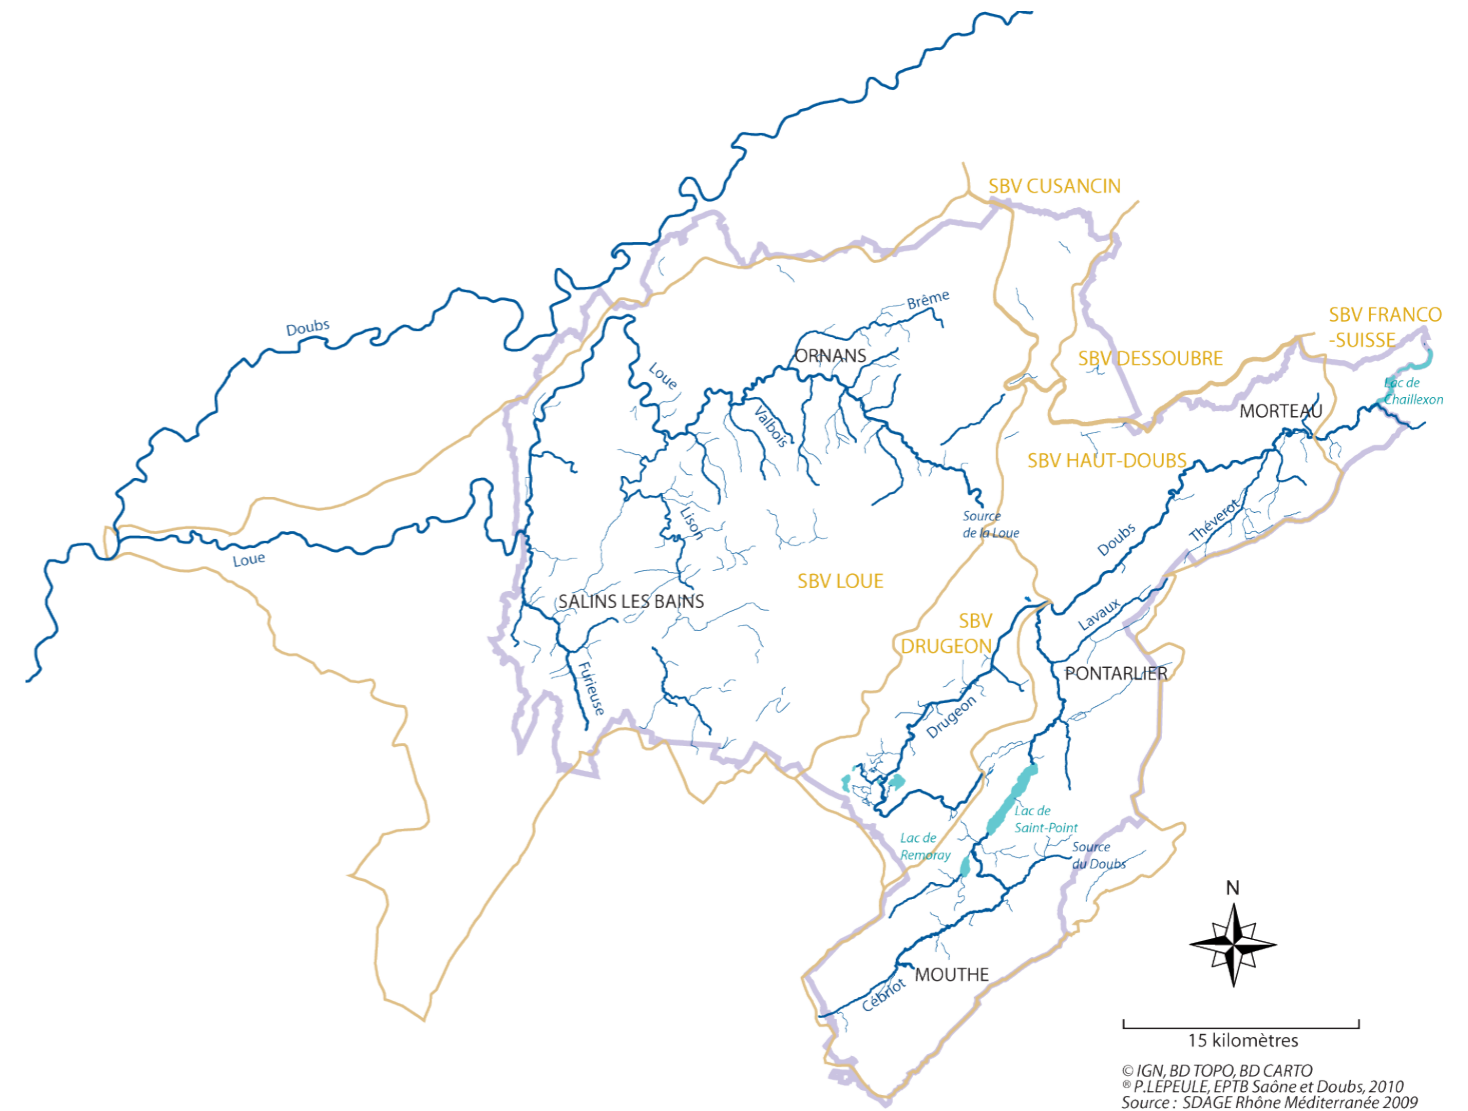 SBV CUSANCIN
Brême
SBV FRANCO
-SUISSE
Doubs
ORNANS
SBV DESSOUBRE
Loue
Lac de
Chaillexon
MORTEAU
Valbois
SBV HAUT-DOUBS
Lison
Source
de la Loue
Doubs
Théverot
Loue
SBV LOUE
SALINS LES BAINS
Lavaux
SBV
DRUGEON
PONTARLIER
Furieuse
Drugeon
Lac de
Saint-Point
Lac de
Remoray
Source
du Doubs
N
MOUTHE
Cébriot
15 kilomètres
© IGN, BD TOPO, BD CARTO
® P.LEPEULE, EPTB Saône et Doubs, 2010
Source : SDAGE Rhône Méditerranée 2009